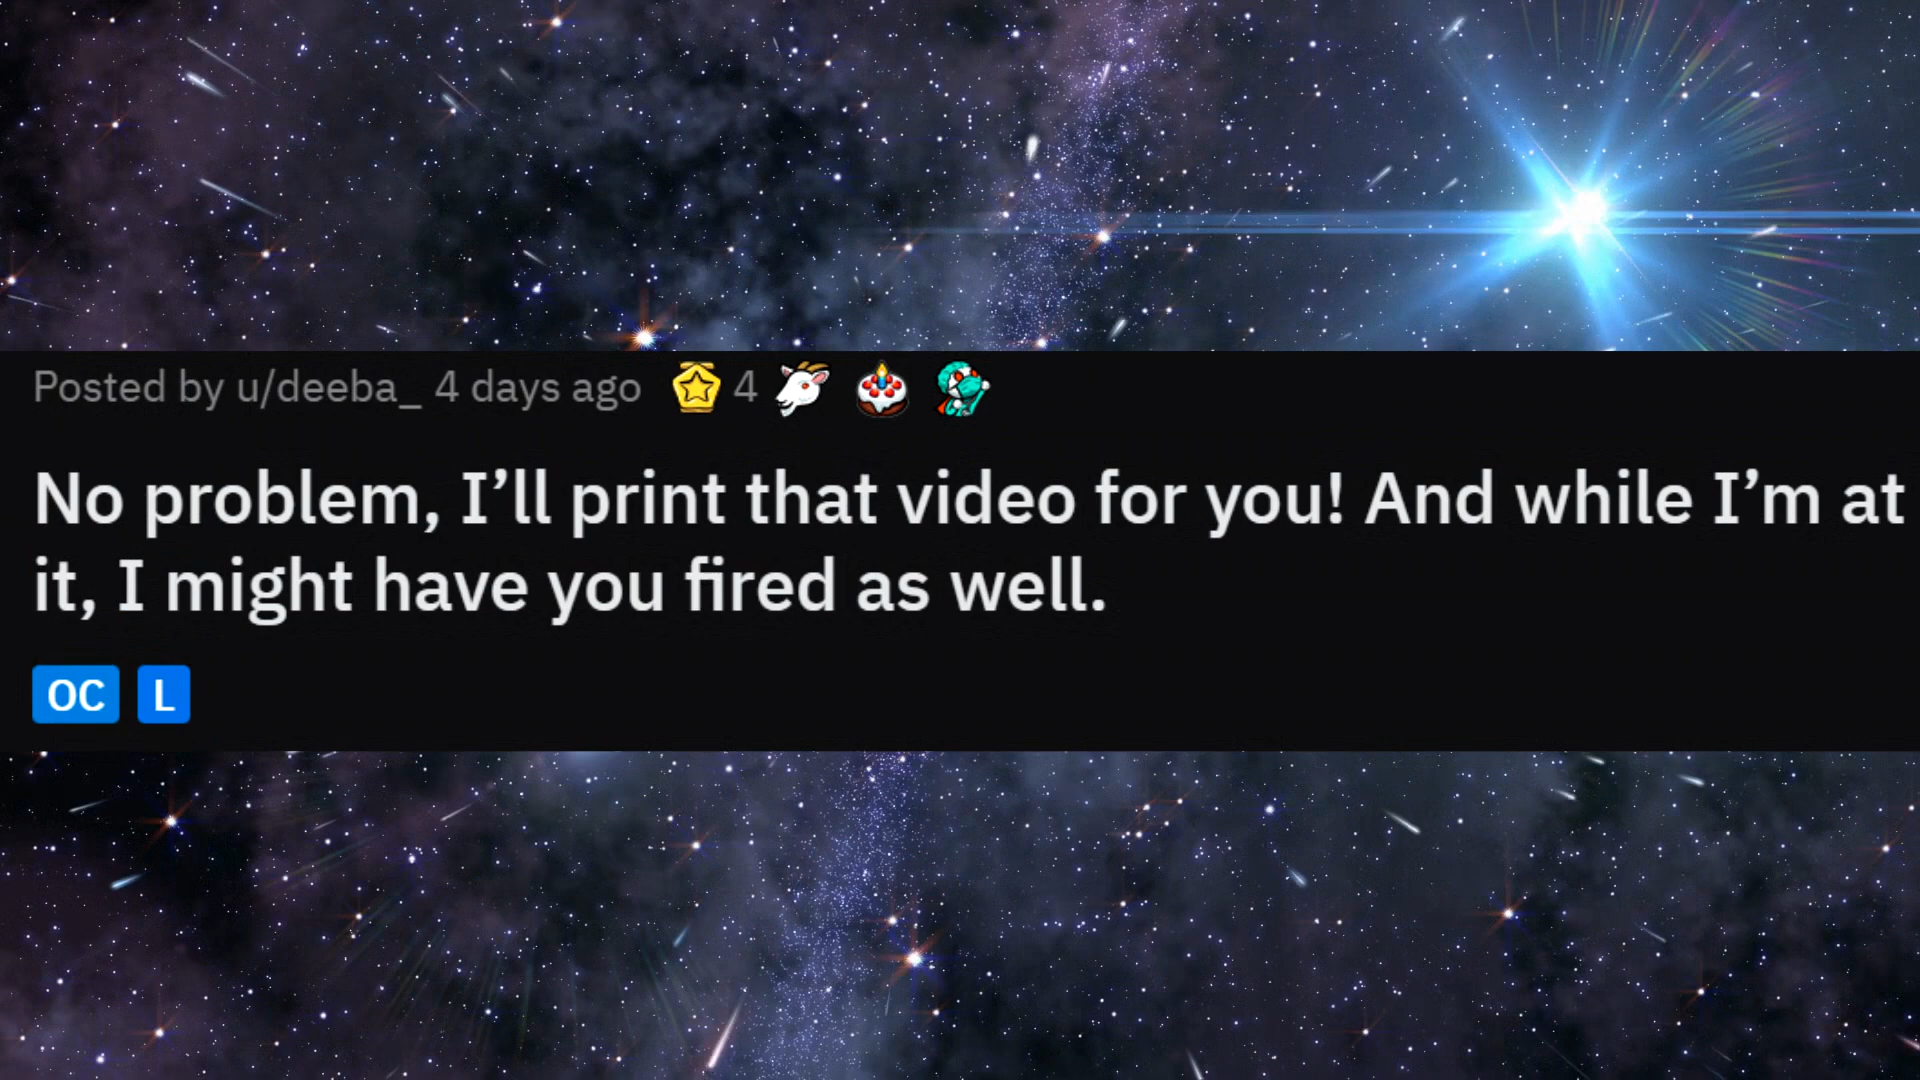 Posted by u/deeba_ 4 days ago 4
No problem, I’ll print that video for you! And while I’m at
it, I might have you fired as well.
OC L